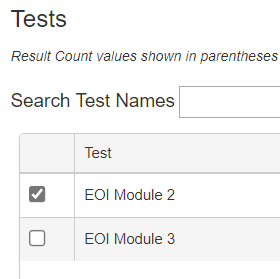 Tests
Result Count values shown in parentheses
Search Test Names
Test
EOI Module 2
EOI Module 3